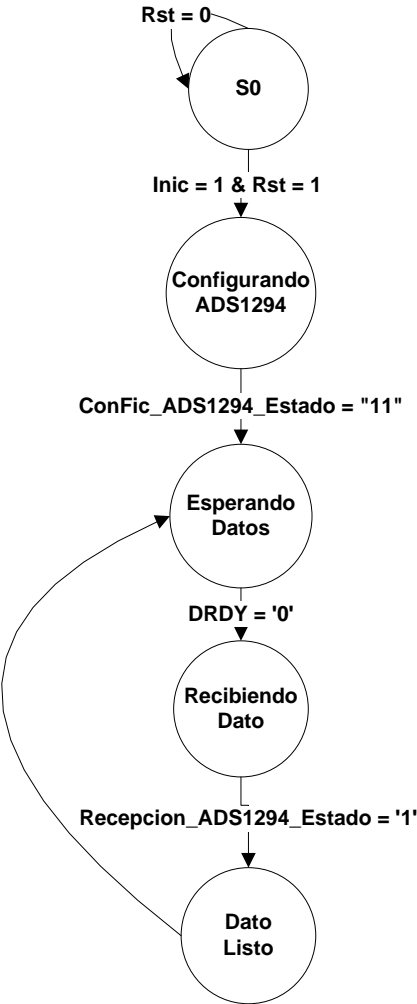 Rst = 0
S0
Inic = 1 & Rst = 1
Configurando
ADS1294
ConFic_ADS1294_Estado = "11"
Esperando
Datos
DRDY = '0'
Recibiendo
Dato
Recepcion_ADS1294_Estado = '1'
Dato
Listo